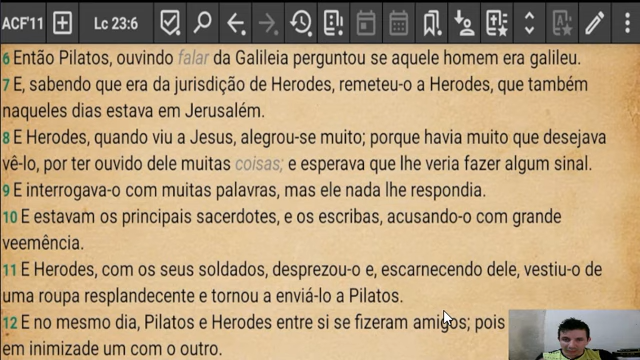 ACF'11 Lc 23:6
6 Então Pilatos, ouvindo falar da Galileia perguntou se aquele homem era galileu.
7 E, sabendo que era da jurisdição de Herodes, remeteu-o a Herodes, que também
naqueles dias estava em Jerusalém.
8 E Herodes, quando viu a Jesus, alegrou-se muito; porque havia muito que desejava
vê-lo, por ter ouvido dele muitas coisas; e esperava que lhe veria fazer algum sinal.
9 E interrogava-o com muitas palavras, mas ele nada lhe respondia.
10 E estavam os principais sacerdotes, e os escribas, acusando-o com grande
veemência.
11 E Herodes, com os seus soldados, desprezou-o e, escarnecendo dele, vestiu-o de
uma roupa resplandecente e tornou a enviá-lo a Pilatos.
12 E no mesmo dia, Pilatos e Herodes entre si se fizeram amigos; pois
em inimizade um com o outro.